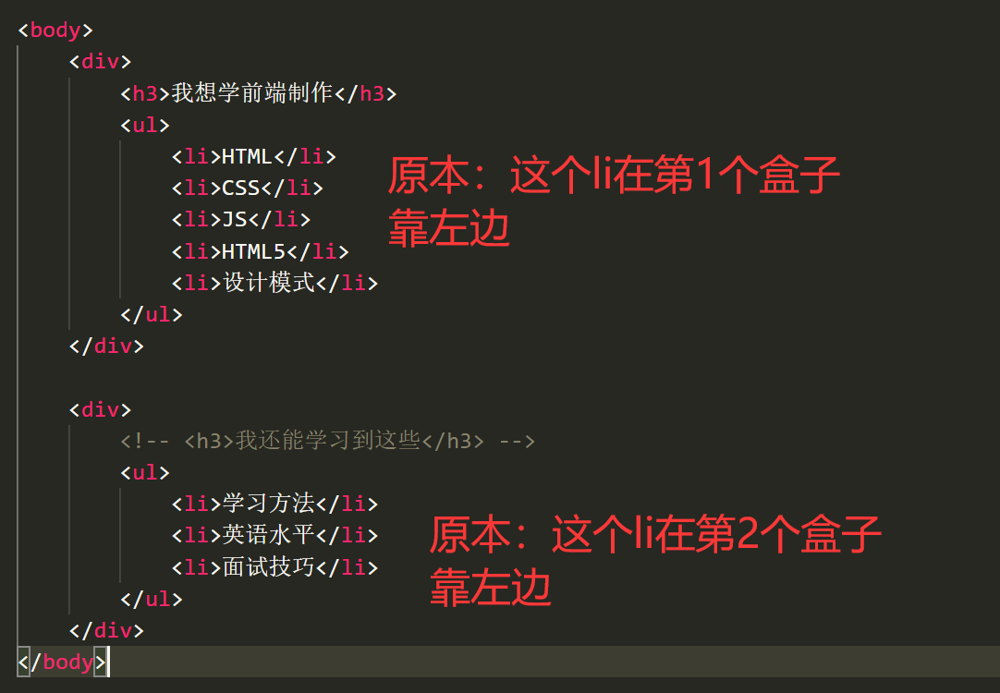 <body>
<div>
<h3>我想学前端制作</h3>
<ul>
<li>HTML</li>
<li>CSS</li>
<li>JS</li>
<li>HTML5</li>
<li>设计模式</li>
</ul>
</div>
原本：这个li在第1个盒子
靠左边
<div>
<!-- <h3>我还能学习到这些</h3> -->
<ul>
<li>学习方法</li>
<li>英语水平</li>
<li>面试技巧</li>
</ul>
</div>
原本：这个li在第2个盒子
靠左边
</body>